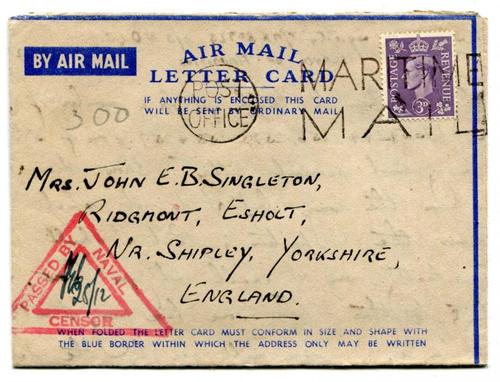 BY AIR MAIL
AIR MAIL
LETTER CARD
IF ANYTHING IS ENCLOSED THIS CARD
WILL BE SENT BY ORDINARY MAIL
POST
OFFICE
MARITIME
MAIL
POSTAGE
REVENUE
3D
300
MRS. JOHN E.B. SINGLETON,
RIDGMONT, ESHOLT,
NR. SHIPLEY, YORKSHIRE,
ENGLAND.
PASSED BY
NAVAL
CENSOR
25/12
WHEN FOLDED THE LETTER CARD MUST CONFORM IN SIZE AND SHAPE WITH
THE BLUE BORDER WITHIN WHICH THE ADDRESS ONLY MAY BE WRITTEN